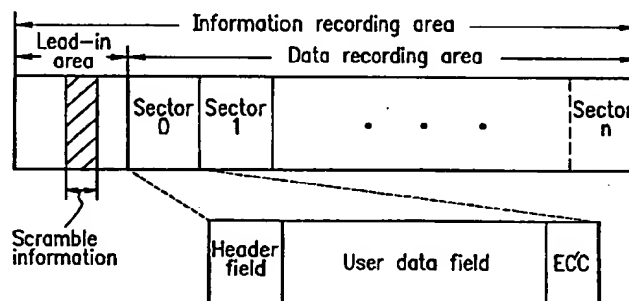 Information recording area
Lead-in
area
Data recording area
Sector
0
Sector
1
Sector
n
Scramble
information
Header
field
User data field
ECC